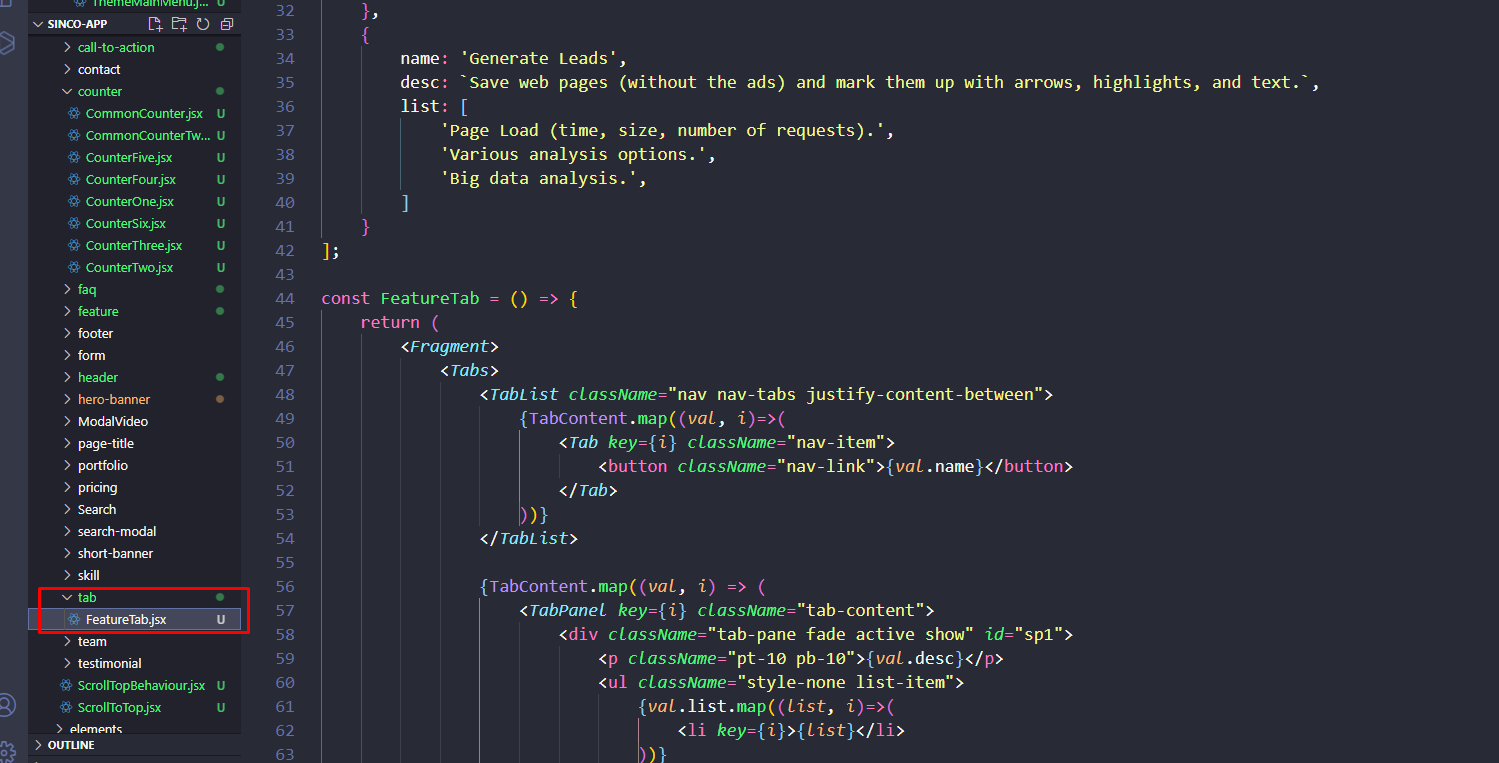 ThemeMainMenu.j... U
SINCO-APP
call-to-action
contact
counter
CommonCounter.jsx U
CommonCounterTw... U
CounterFive.jsx U
CounterFour.jsx U
CounterOne.jsx U
CounterSix.jsx U
CounterThree.jsx U
CounterTwo.jsx U
faq
feature
footer
form
header
hero-banner
ModalVideo
page-title
portfolio
pricing
Search
search-modal
short-banner
skill
tab
FeatureTab.jsx U
team
testimonial
ScrollTopBehaviour.jsx U
ScrollToTop.jsx U
elements
OUTLINE
32 },
33 {
34 name: 'Generate Leads',
35 desc: `Save web pages (without the ads) and mark them up with arrows, highlights, and text.`,
36 list: [
37 'Page Load (time, size, number of requests).',
38 'Various analysis options.',
39 'Big data analysis.',
40 ]
41 }
42 ];
43
44 const FeatureTab = () => {
45 return (
46 <Fragment>
47 <Tabs>
48 <TabList className="nav nav-tabs justify-content-between">
49 {TabContent.map((val, i)=>(
50 <Tab key={i} className="nav-item">
51 <button className="nav-link">{val.name}</button>
52 </Tab>
53 ))}
54 </TabList>
55
56 {TabContent.map((val, i) => (
57 <TabPanel key={i} className="tab-content">
58 <div className="tab-pane fade active show" id="sp1">
59 <p className="pt-10 pb-10">{val.desc}</p>
60 <ul className="style-none list-item">
61 {val.list.map((list, i)=>(
62 <li key={i}>{list}</li>
63 ))}